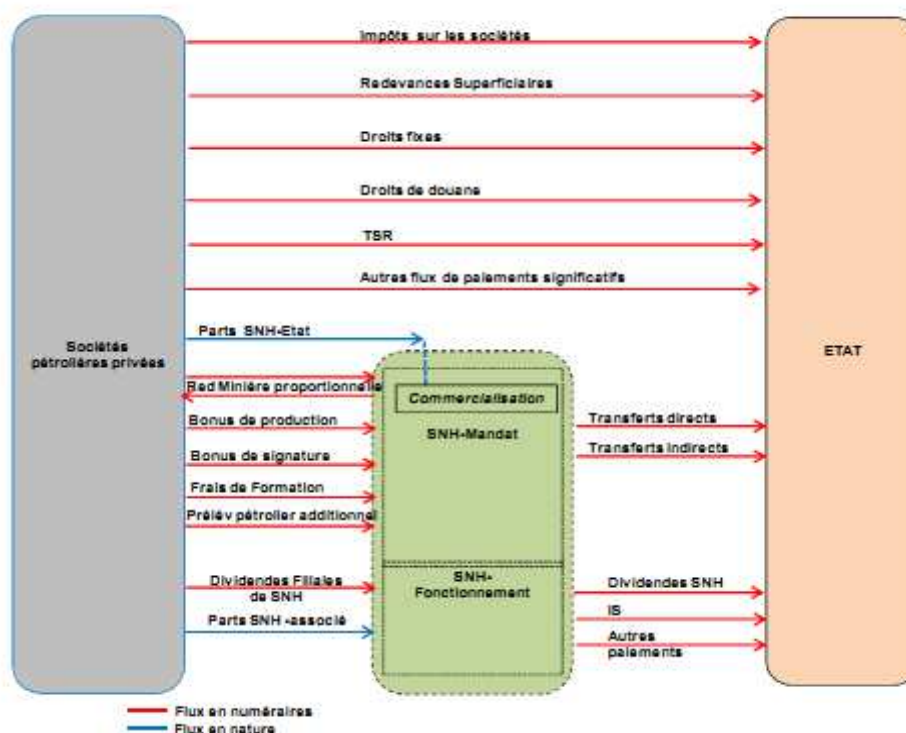 Impôts sur les sociétés
Redevances Superficiaires
Droits fixes
Droits de douane
TSR
Autres flux de paiements significatifs
Sociétés
pétrolières privées
ETAT
Parts SNH-Etat
Red Minière proportionnelle
Commercialisation
SNH-Mandat
Bonus de production
Bonus de signature
Frais de Formation
Prélèv pétrolier additionnel
Transferts directs
Transferts indirects
Dividendes Filiales
de SNH
Parts SNH -associé
SNH-
Fonctionnement
Dividendes SNH
IS
Autres
paiements
Flux en numéraires
Flux en nature